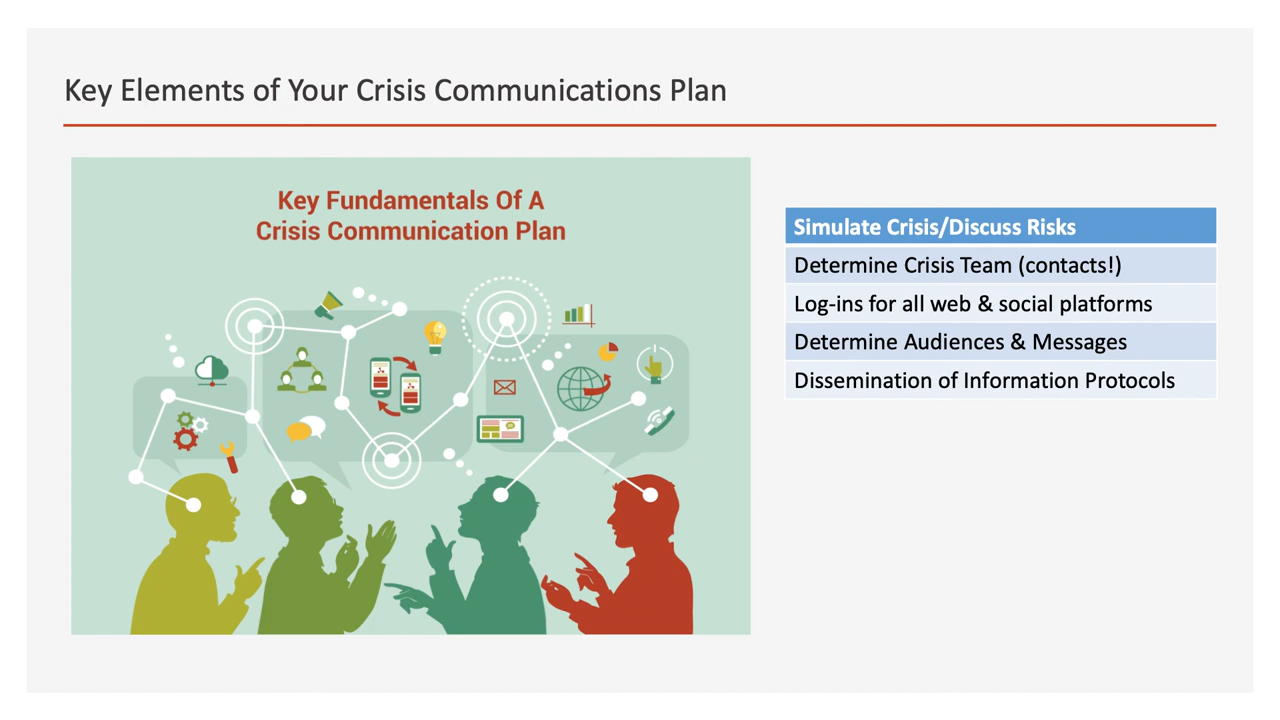 Key Elements of Your Crisis Communications Plan
Key Fundamentals Of A
Crisis Communication Plan
Simulate Crisis/Discuss Risks
Determine Crisis Team (contacts!)
Log-ins for all web & social platforms
Determine Audiences & Messages
Dissemination of Information Protocols